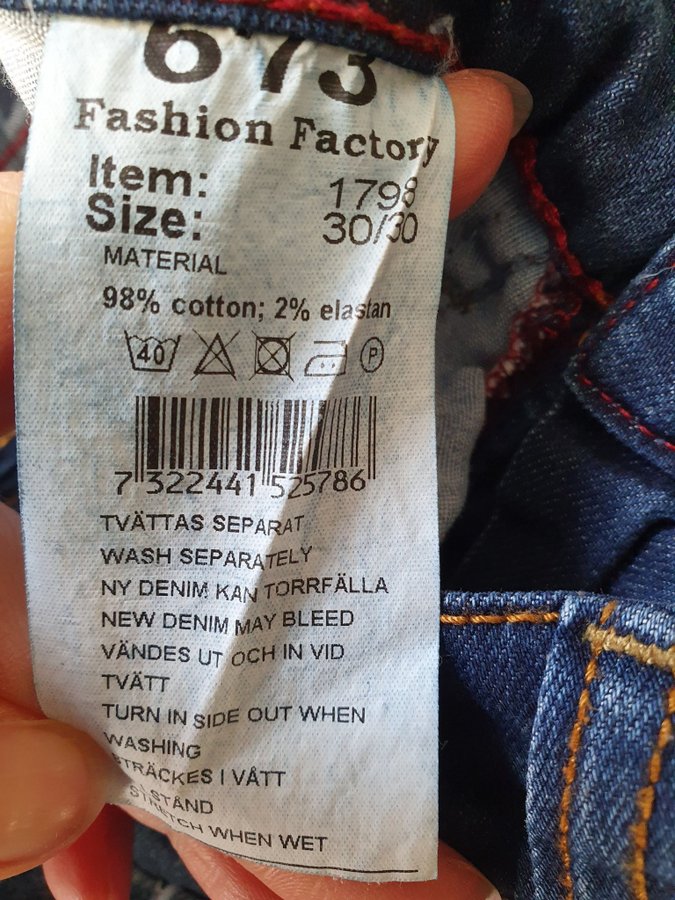 673
Fashion Factory
Item: 1798
Size: 30/30
MATERIAL
98% cotton; 2% elastan
40 P
7 322441 525786
TVÄTTAS SEPARAT
WASH SEPARATELY
NY DENIM KAN TORRFÄLLA
NEW DENIM MAY BLEED
VÄNDES UT OCH IN VID
TVÄTT
TURN IN SIDE OUT WHEN
WASHING
STRÄCKES I VÅTT
STÅND
STRETCH WHEN WET